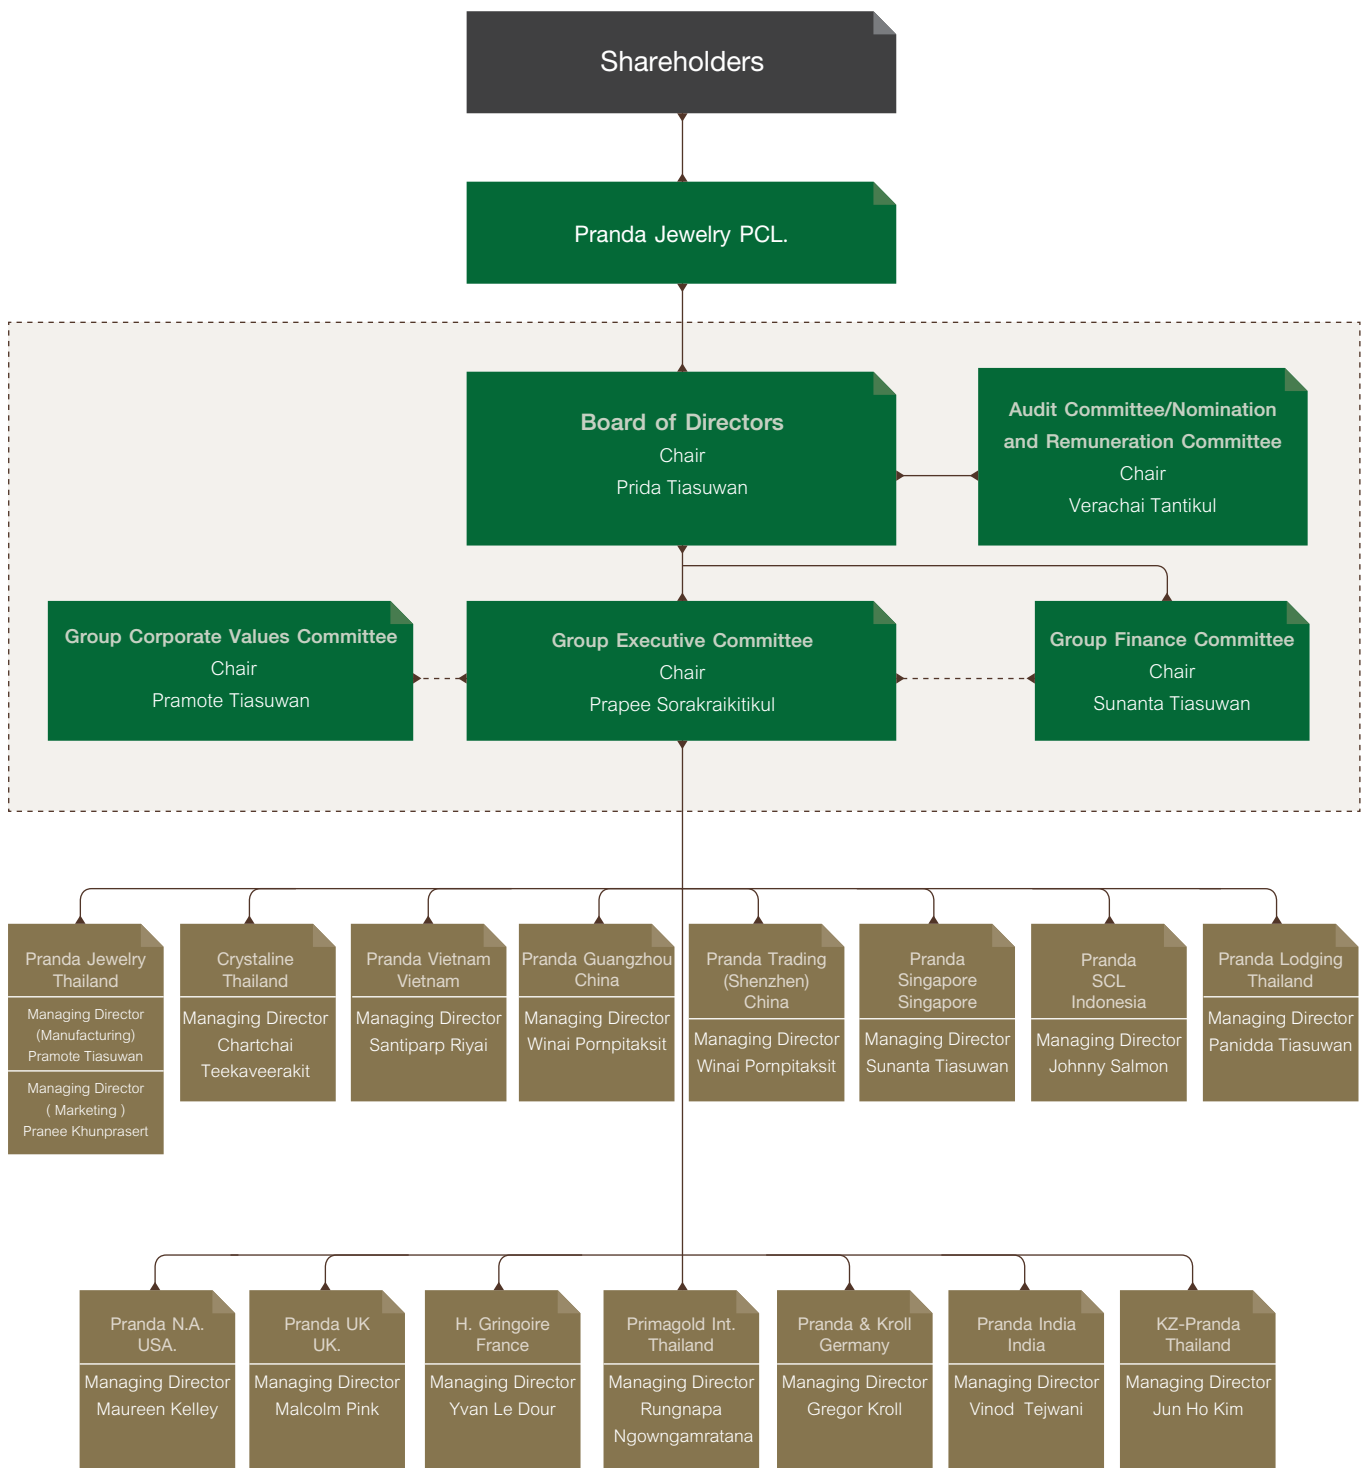 Shareholders
Pranda Jewelry PCL.
Board of Directors
Chair
Prida Tiasuwan
Audit Committee/Nomination
and Remuneration Committee
Chair
Verachai Tantikul
Group Corporate Values Committee
Chair
Pramote Tiasuwan
Group Executive Committee
Chair
Prapee Sorakraikitikul
Group Finance Committee
Chair
Sunanta Tiasuwan
Pranda Jewelry
Thailand
Managing Director
(Manufacturing)
Pramote Tiasuwan
Managing Director
( Marketing )
Pranee Khunprasert
Crystaline
Thailand
Managing Director
Chartchai
Teekaveerakit
Pranda Vietnam
Vietnam
Managing Director
Santiparp Riyai
Pranda Guangzhou
China
Managing Director
Winai Pornpitaksit
Pranda Trading
(Shenzhen)
China
Managing Director
Winai Pornpitaksit
Pranda
Singapore
Singapore
Managing Director
Sunanta Tiasuwan
Pranda
SCL
Indonesia
Managing Director
Johnny Salmon
Pranda Lodging
Thailand
Managing Director
Panidda Tiasuwan
Pranda N.A.
USA.
Managing Director
Maureen Kelley
Pranda UK
UK.
Managing Director
Malcolm Pink
H. Gringoire
France
Managing Director
Yvan Le Dour
Primagold Int.
Thailand
Managing Director
Rungnapa
Ngowngamratana
Pranda & Kroll
Germany
Managing Director
Gregor Kroll
Pranda India
India
Managing Director
Vinod Tejwani
KZ-Pranda
Thailand
Managing Director
Jun Ho Kim